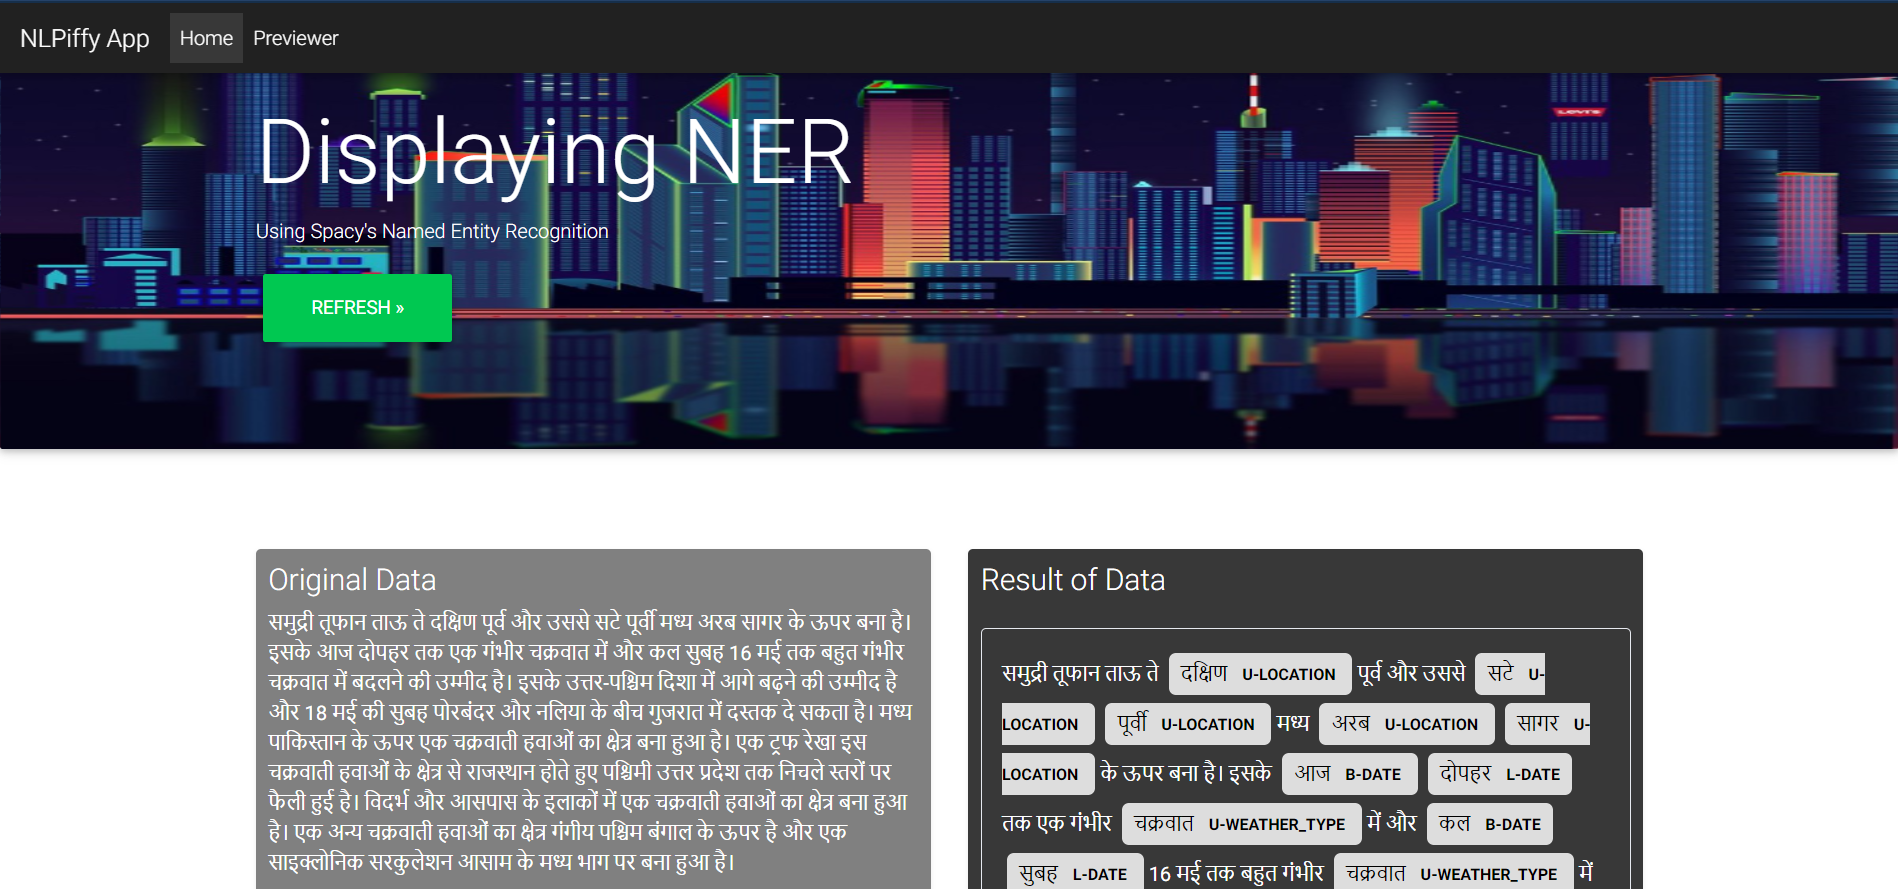 NLPiffy App Home Previewer
LEVI'S
Displaying NER
Using Spacy's Named Entity Recognition
REFRESH »
Original Data
समुद्री तूफान ताऊ ते दक्षिण पूर्व और उससे सटे पूर्वी मध्य अरब सागर के ऊपर बना है।
इसके आज दोपहर तक एक गंभीर चक्रवात में और कल सुबह 16 मई तक बहुत गंभीर
चक्रवात में बदलने की उम्मीद है। इसके उत्तर-पश्चिम दिशा में आगे बढ़ने की उम्मीद है
और 18 मई की सुबह पोरबंदर और नलिया के बीच गुजरात में दस्तक दे सकता है। मध्य
पाकिस्तान के ऊपर एक चक्रवाती हवाओं का क्षेत्र बना हुआ है। एक ट्रफ रेखा इस
चक्रवाती हवाओं के क्षेत्र से राजस्थान होते हुए पश्चिमी उत्तर प्रदेश तक निचले स्तरों पर
फैली हुई है। विदर्भ और आसपास के इलाकों में एक चक्रवाती हवाओं का क्षेत्र बना हुआ
है। एक अन्य चक्रवाती हवाओं का क्षेत्र गंगीय पश्चिम बंगाल के ऊपर है और एक
साइक्लोनिक सरकुलेशन आसाम के मध्य भाग पर बना हुआ है।
Result of Data
समुद्री तूफान ताऊ ते दक्षिण U-LOCATION पूर्व और उससे सटे U-
LOCATION पूर्वी U-LOCATION मध्य अरब U-LOCATION सागर U-
LOCATION के ऊपर बना है। इसके आज B-DATE दोपहर L-DATE
तक एक गंभीर चक्रवात U-WEATHER_TYPE में और कल B-DATE
सुबह L-DATE 16 मई तक बहुत गंभीर चक्रवात U-WEATHER_TYPE में